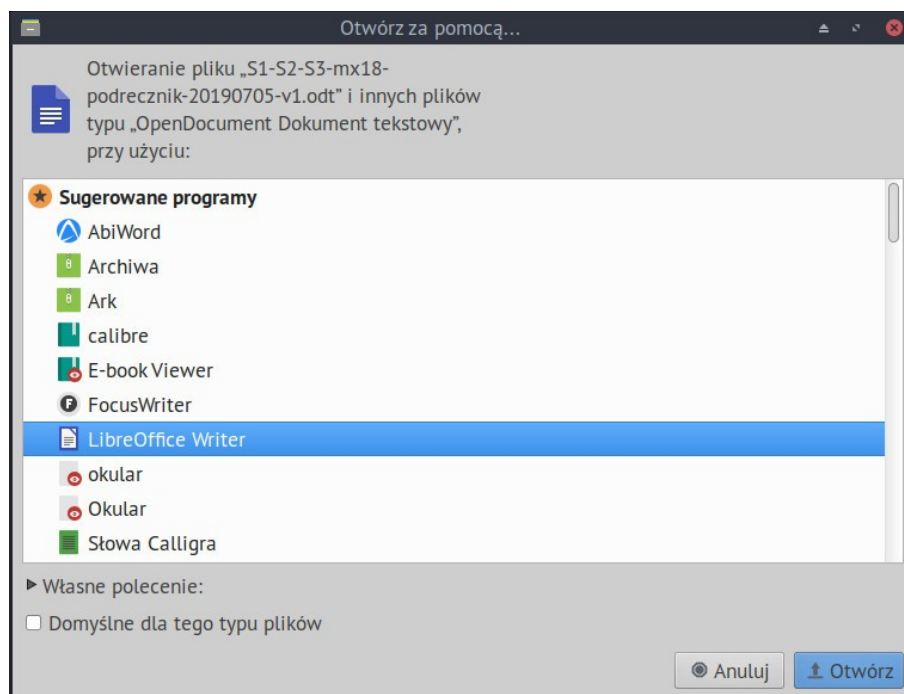 Otwórz za pomocą...
Otwieranie pliku „S1-S2-S3-mx18-
podrecznik-20190705-v1.odt” i innych plików
typu „OpenDocument Dokument tekstowy”,
przy użyciu:
Sugerowane programy
AbiWord
Archiwa
Ark
calibre
E-book Viewer
FocusWriter
LibreOffice Writer
okular
Okular
Słowa Calligra
Własne polecenie:
Domyślne dla tego typu plików
Anuluj
Otwórz